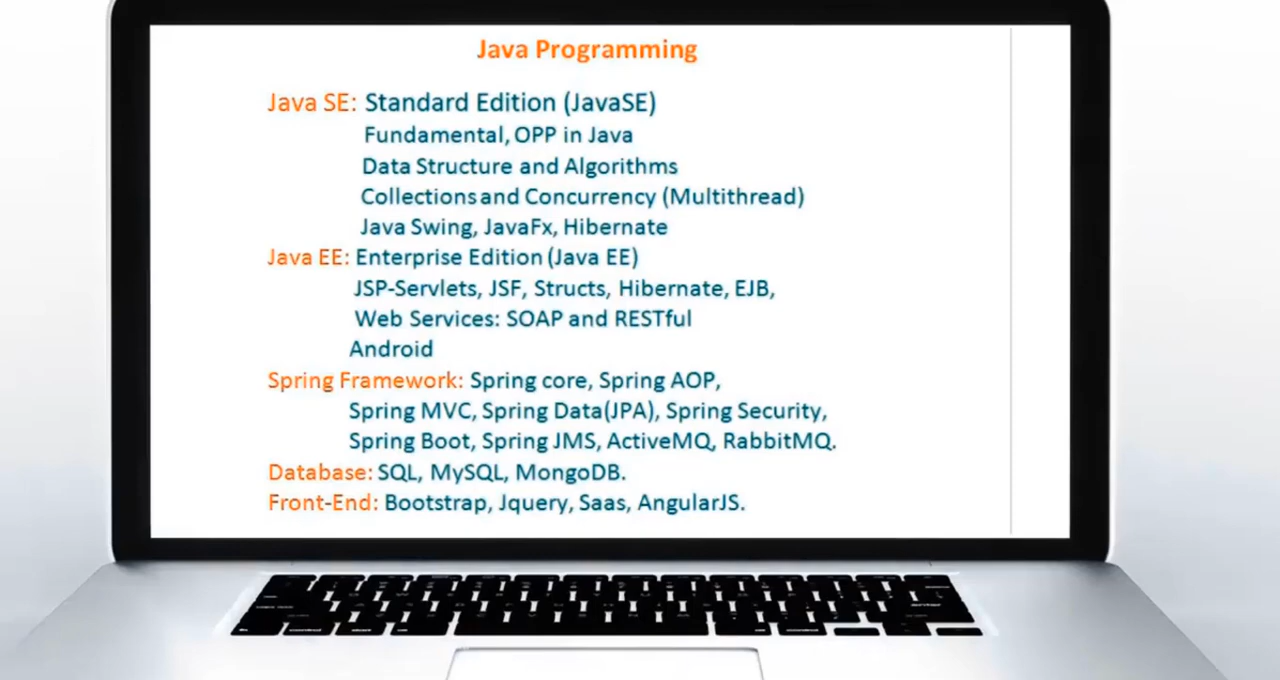 Java Programming
Java SE: Standard Edition (JavaSE)
Fundamental, OPP in Java
Data Structure and Algorithms
Collections and Concurrency (Multithread)
Java Swing, JavaFx, Hibernate
Java EE: Enterprise Edition (Java EE)
JSP-Servlets, JSF, Structs, Hibernate, EJB,
Web Services: SOAP and RESTful
Android
Spring Framework: Spring core, Spring AOP,
Spring MVC, Spring Data(JPA), Spring Security,
Spring Boot, Spring JMS, ActiveMQ, RabbitMQ.
Database: SQL, MySQL, MongoDB.
Front-End: Bootstrap, Jquery, Saas, AngularJS.